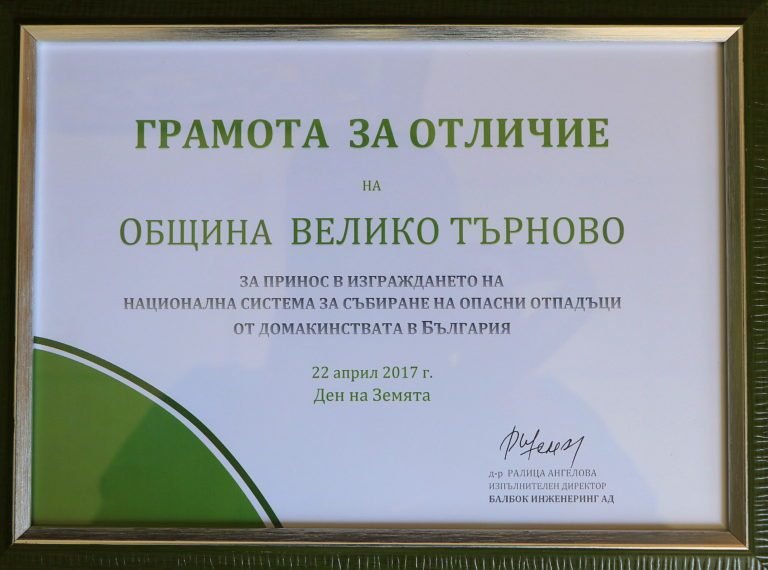 ГРАМОТА ЗА ОТЛИЧИЕ
НА
ОБЩИНА ВЕЛИКО ТЪРНОВО
ЗА ПРИНОС В ИЗГРАЖДАНЕТО НА
НАЦИОНАЛНА СИСТЕМА ЗА СЪБИРАНЕ НА ОПАСНИ ОТПАДЪЦИ
ОТ ДОМАКИНСТВАТА В БЪЛГАРИЯ
22 април 2017 г.
Ден на Земята
д-р РАЛИЦА АНГЕЛОВА
ИЗПЪЛНИТЕЛЕН ДИРЕКТОР
БАЛБОК ИНЖЕНЕРИНГ АД